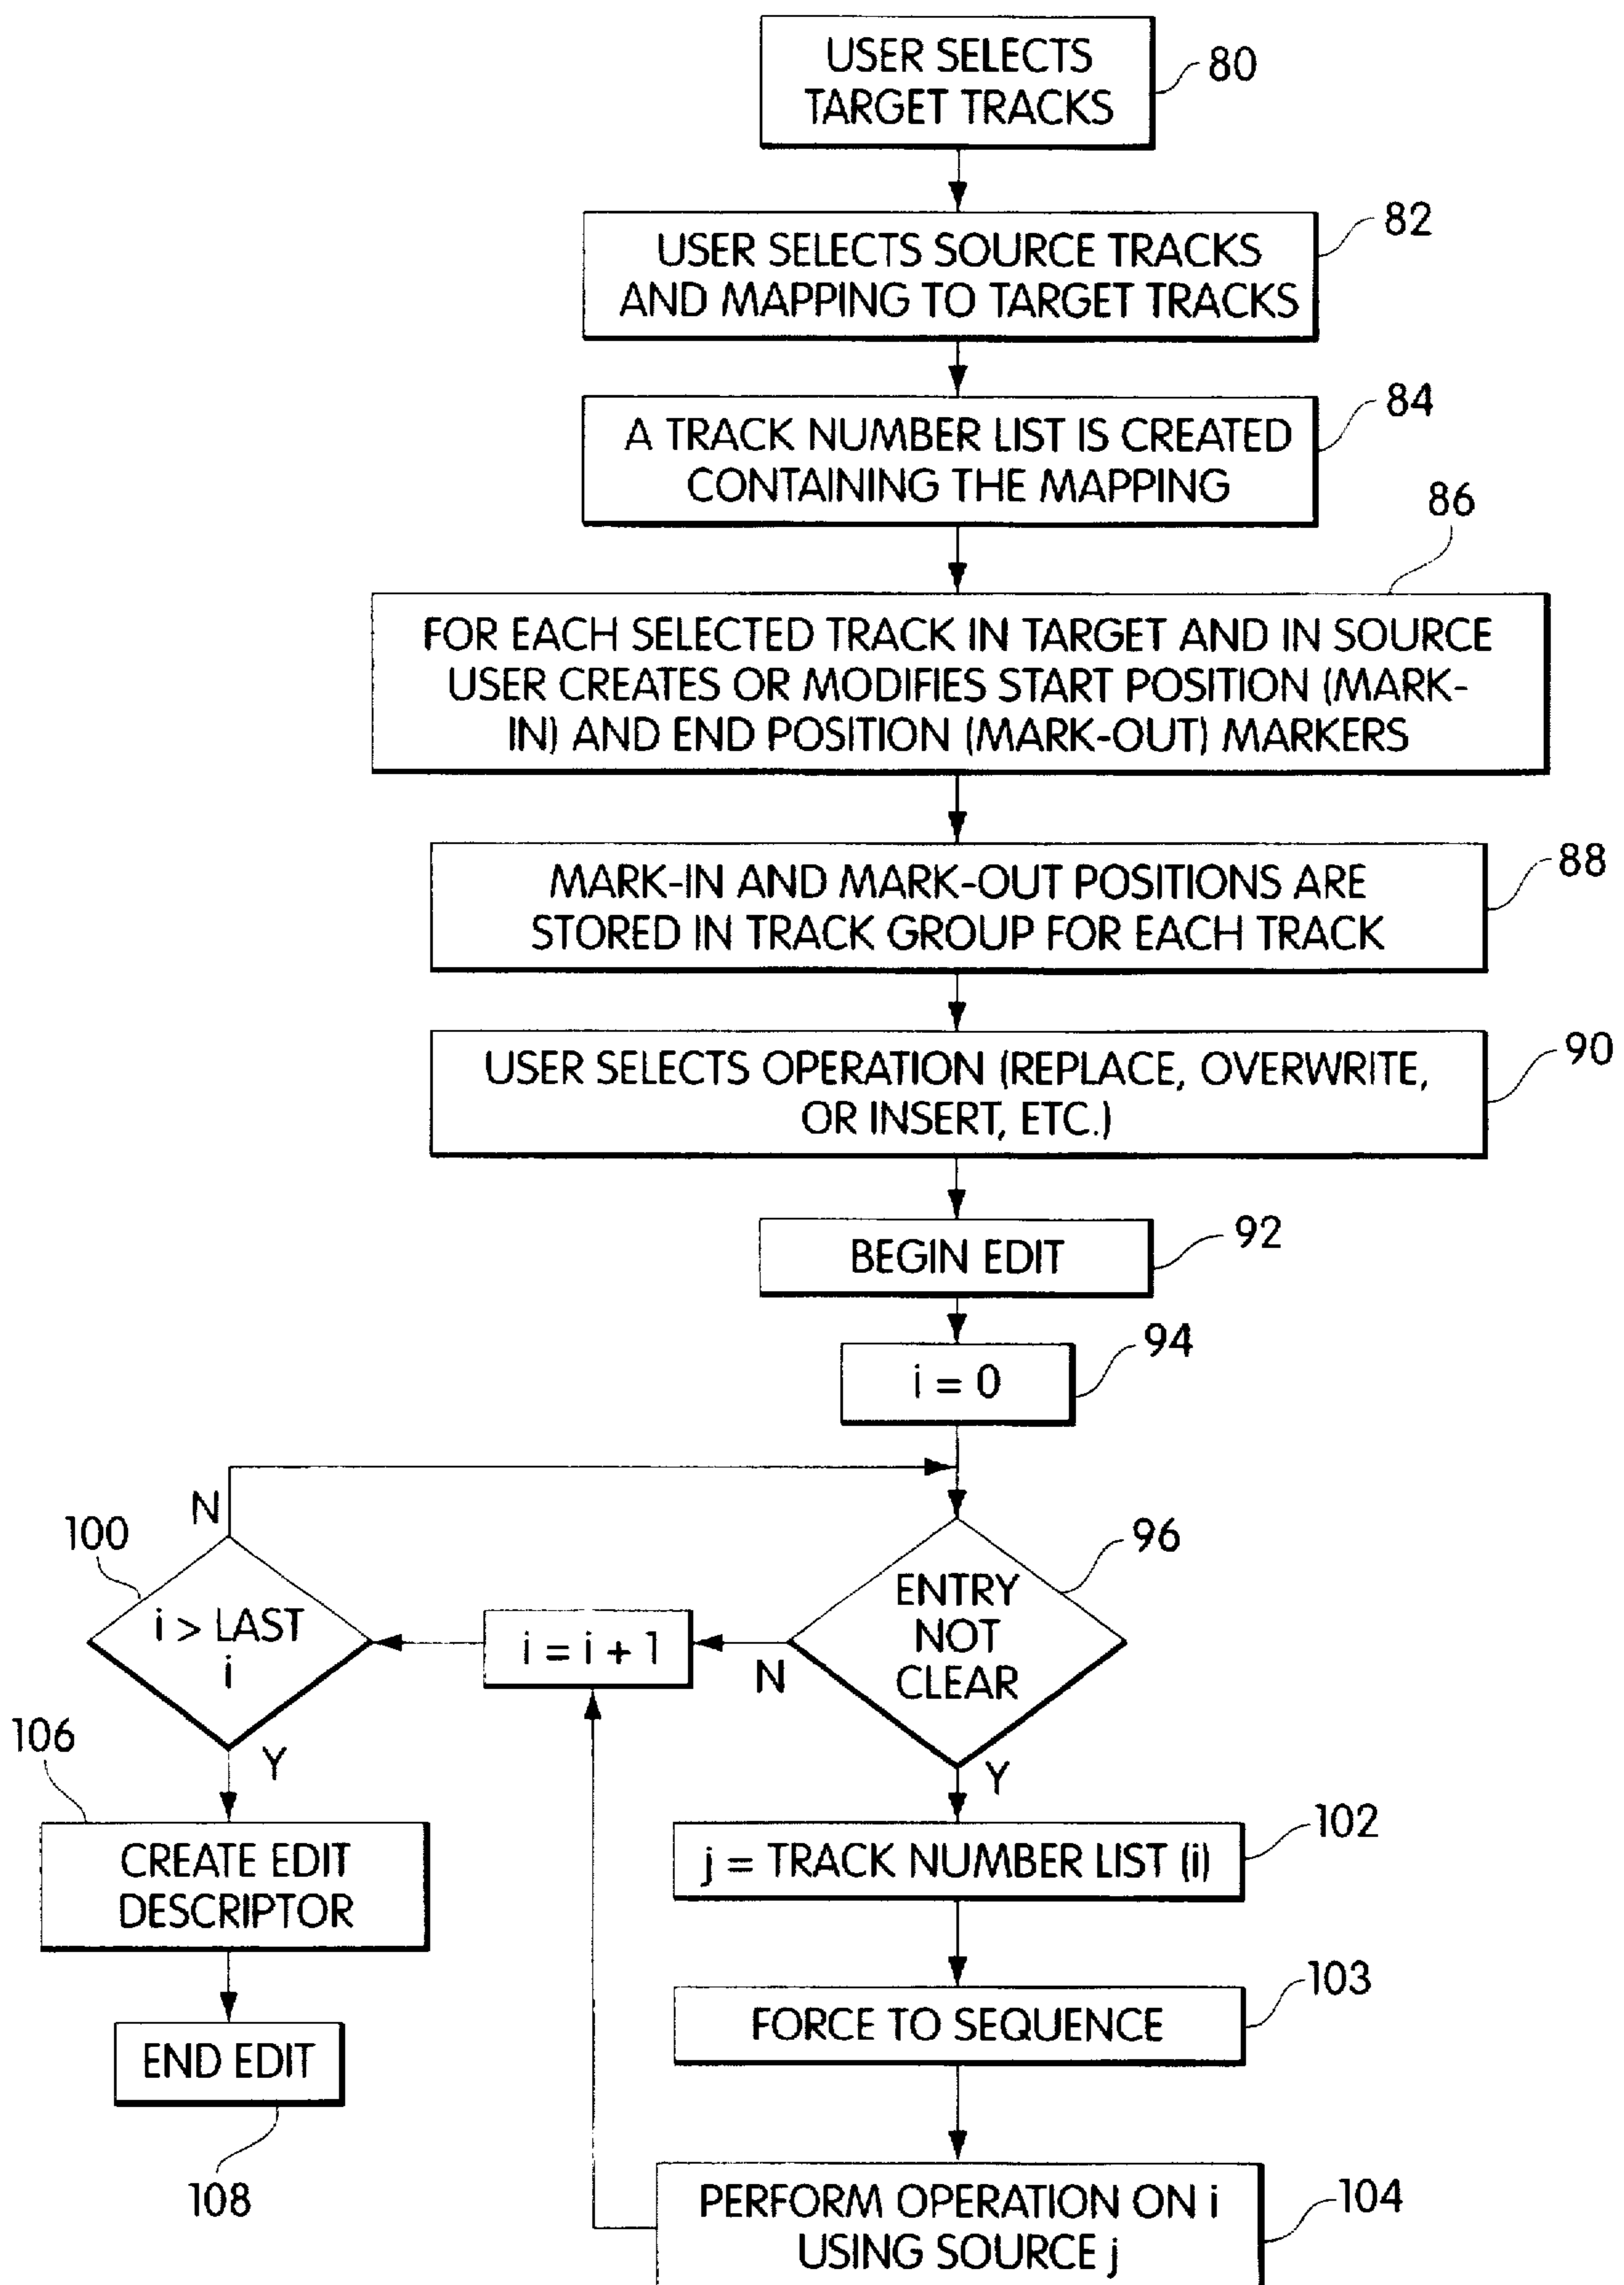 USER SELECTS
TARGET TRACKS
80
USER SELECTS SOURCE TRACKS
AND MAPPING TO TARGET TRACKS
82
A TRACK NUMBER LIST IS CREATED
CONTAINING THE MAPPING
84
86
FOR EACH SELECTED TRACK IN TARGET AND IN SOURCE
USER CREATES OR MODIFIES START POSITION (MARK-
IN) AND END POSITION (MARK-OUT) MARKERS
MARK-IN AND MARK-OUT POSITIONS ARE
STORED IN TRACK GROUP FOR EACH TRACK
88
USER SELECTS OPERATION (REPLACE, OVERWRITE,
OR INSERT, ETC.)
90
BEGIN EDIT
92
i = 0
94
N
100
i > LAST
i
i = i + 1
N
ENTRY
NOT
CLEAR
96
106
Y
Y
CREATE EDIT
DESCRIPTOR
j = TRACK NUMBER LIST (i)
102
END EDIT
108
FORCE TO SEQUENCE
103
PERFORM OPERATION ON i
USING SOURCE j
104